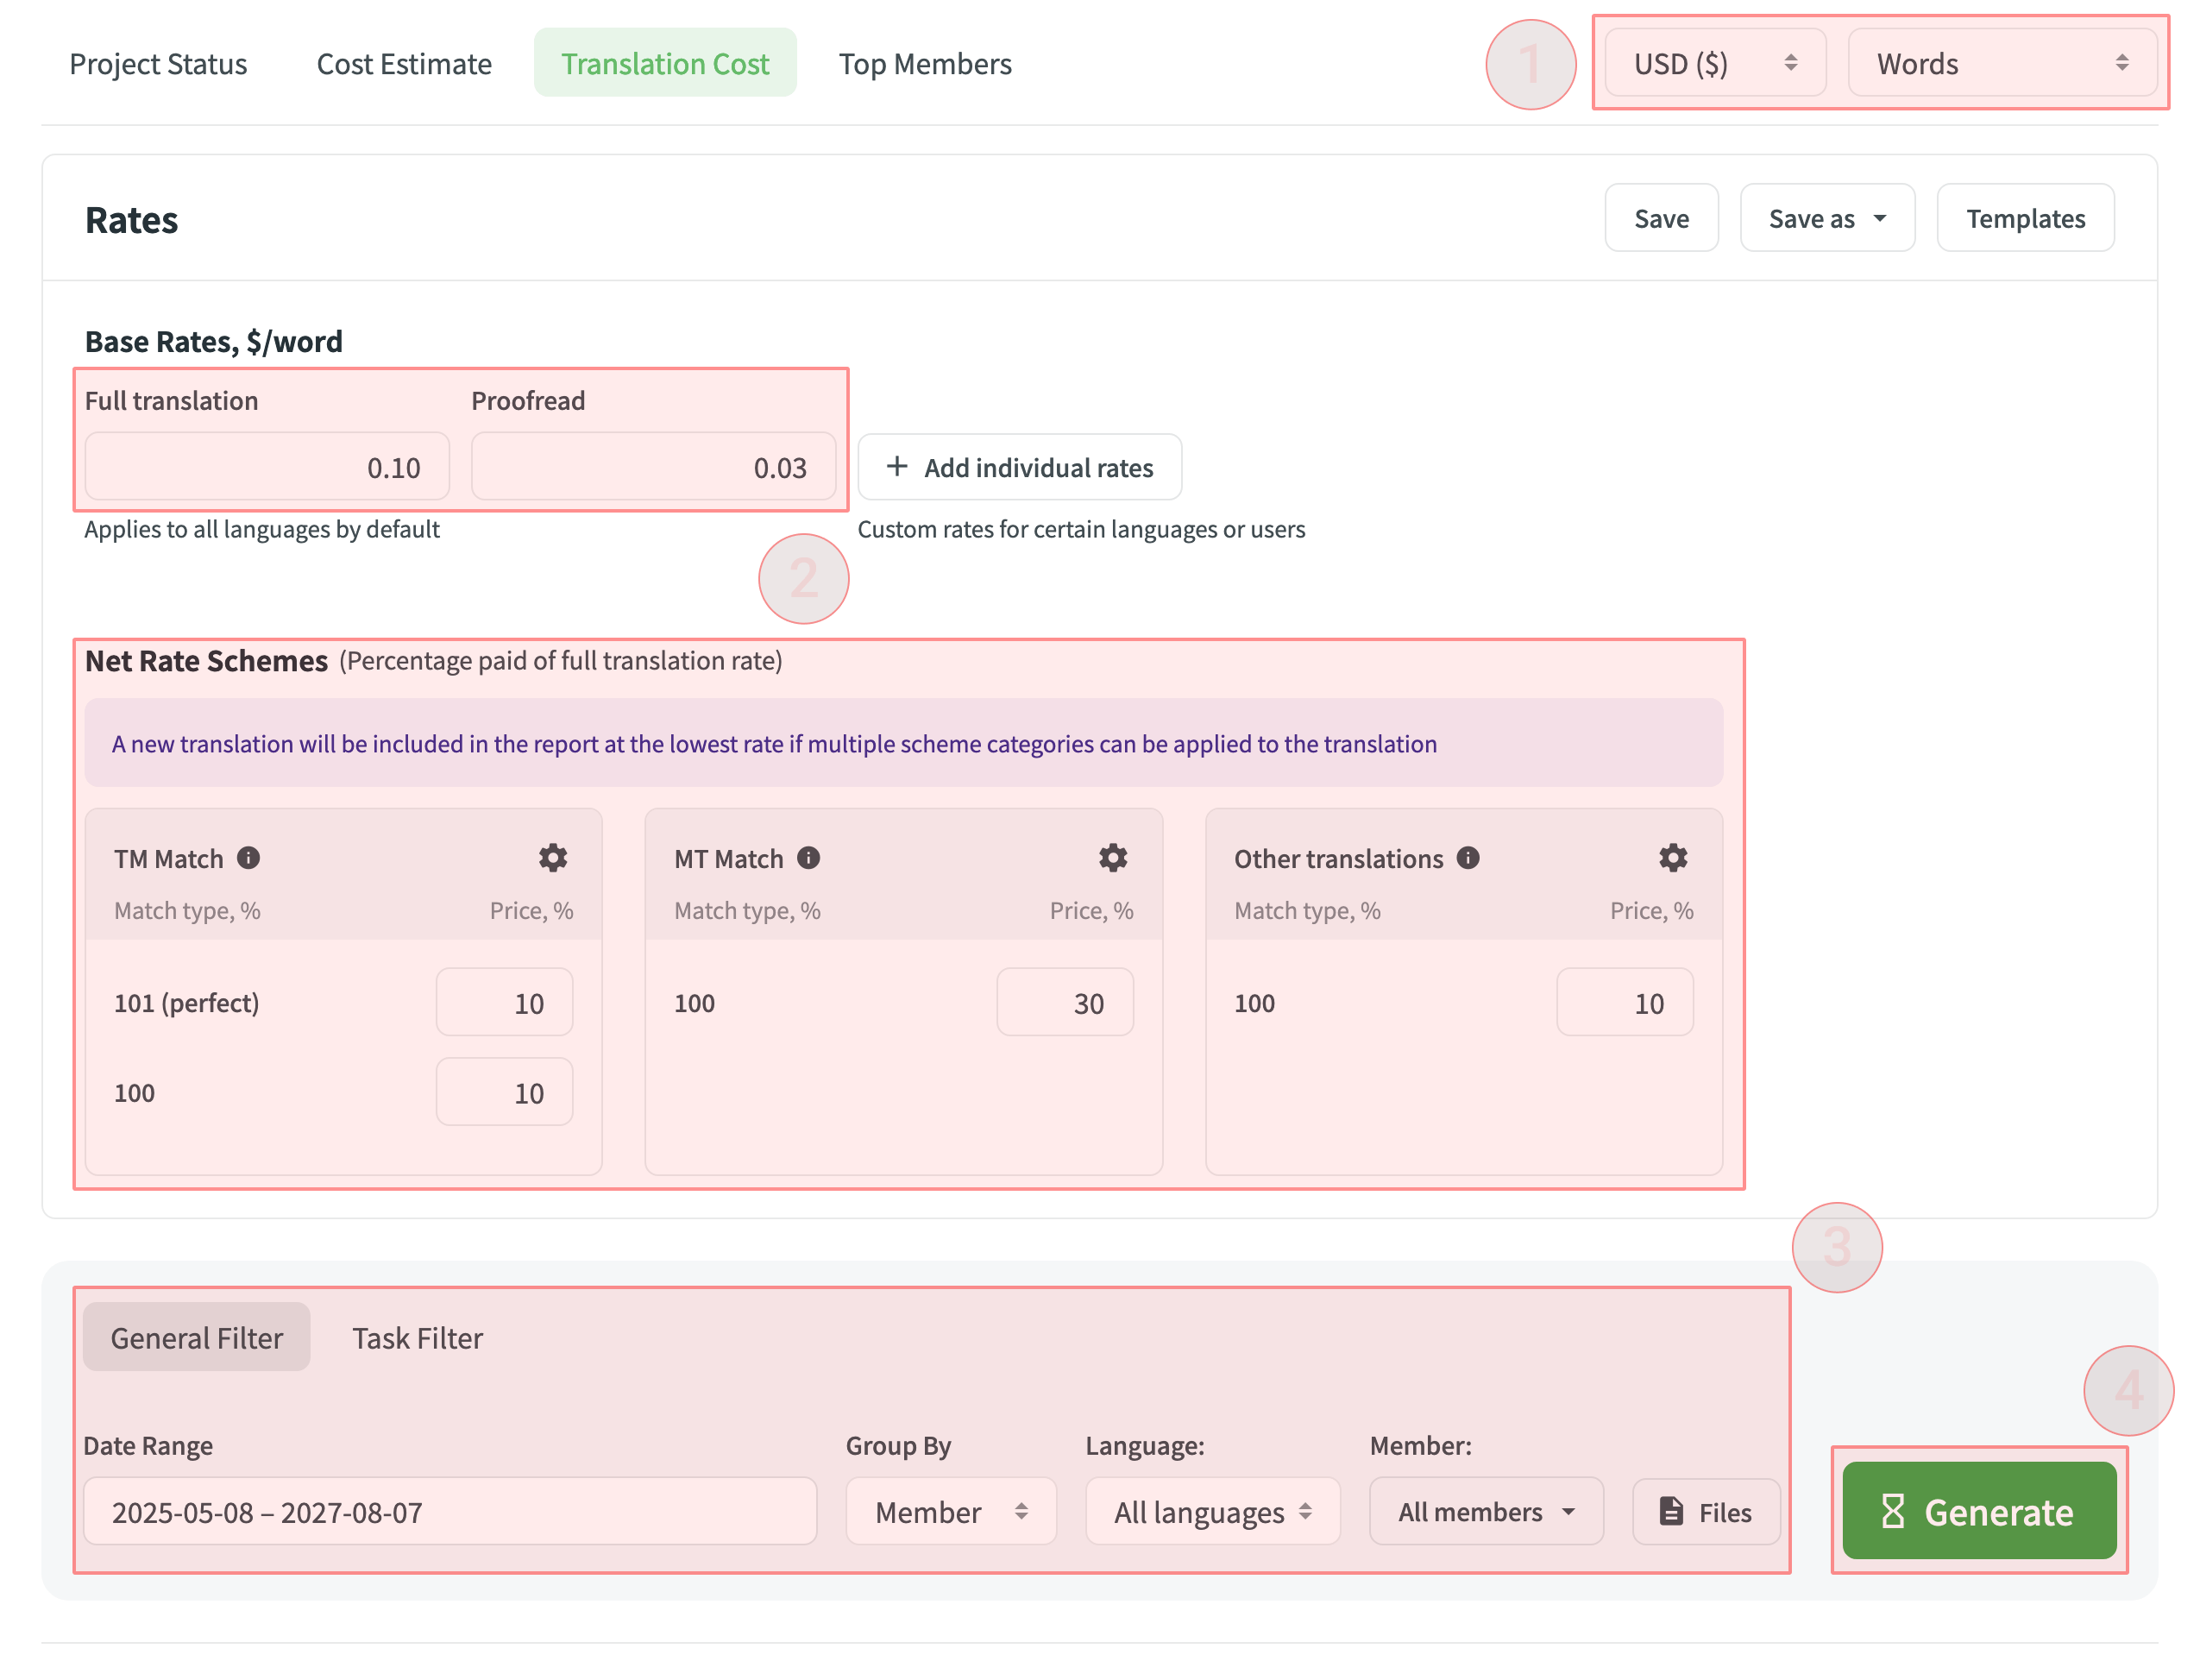 Project Status Cost Estimate Translation Cost Top Members 1 USD ($) Words
Rates Save Save as Templates
Base Rates, $/word
Full translation Proofread
0.10 0.03 + Add individual rates
Applies to all languages by default Custom rates for certain languages or users
2
Net Rate Schemes (Percentage paid of full translation rate)
A new translation will be included in the report at the lowest rate if multiple scheme categories can be applied to the translation
TM Match MT Match Other translations
Match type, % Price, % Match type, % Price, % Match type, % Price, %
101 (perfect) 10 100 30 100 10
100 10
3
General Filter Task Filter
4
Date Range Group By Language: Member:
2025-05-08 – 2027-08-07 Member All languages All members Files Generate